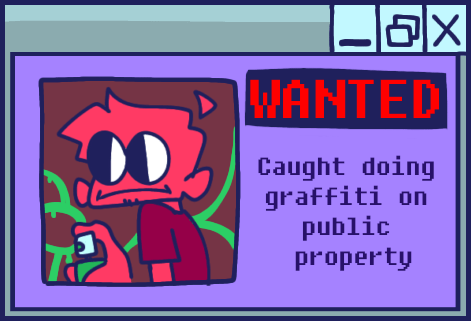 WANTED
Caught doing
graffiti on
public
property